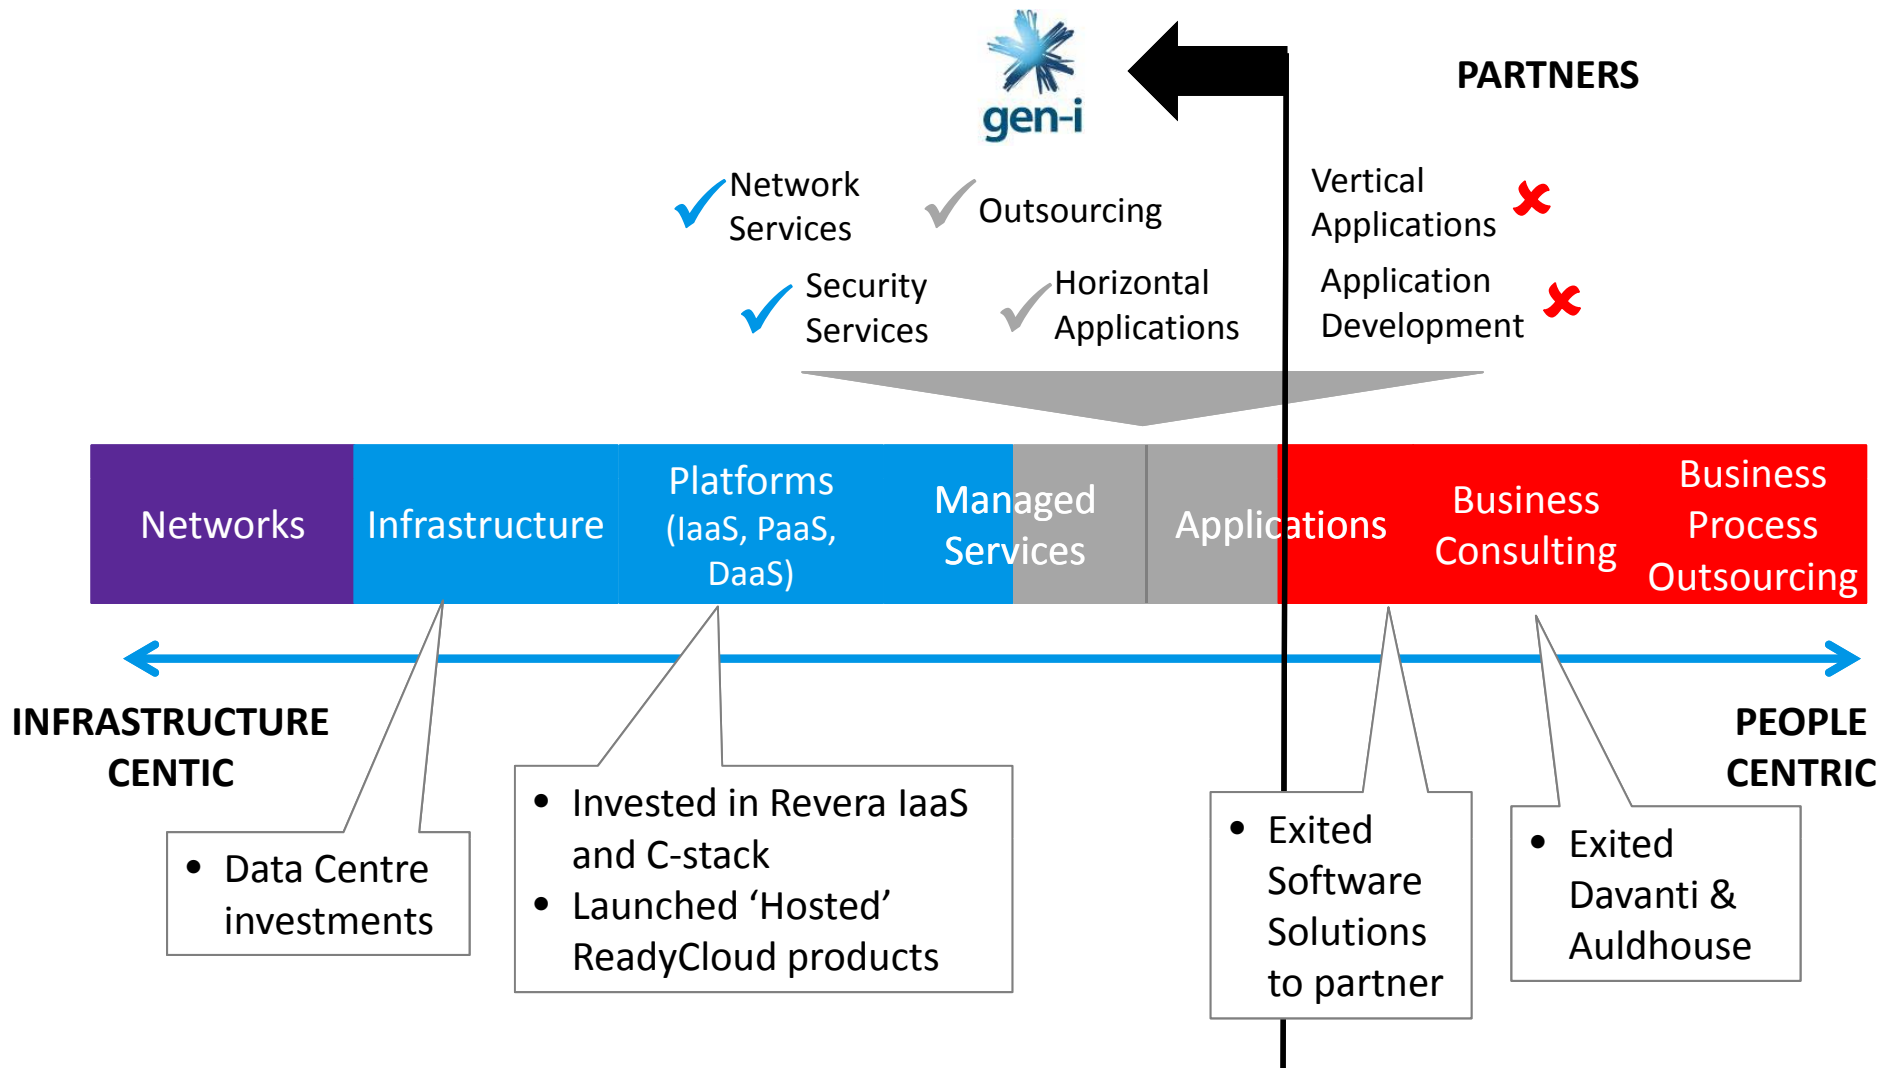 gen-i
PARTNERS
Network
Services
Outsourcing
Vertical
Applications
Security
Services
Horizontal
Applications
Application
Development
Networks
Infrastructure
Platforms
(IaaS, PaaS,
DaaS)
Managed
Services
Applications
Business
Consulting
Business
Process
Outsourcing
INFRASTRUCTURE
CENTIC
PEOPLE
CENTRIC
• Data Centre
investments
• Invested in Revera IaaS
and C-stack
• Launched ‘Hosted’
ReadyCloud products
• Exited
Software
Solutions
to partner
• Exited
Davanti &
Auldhouse